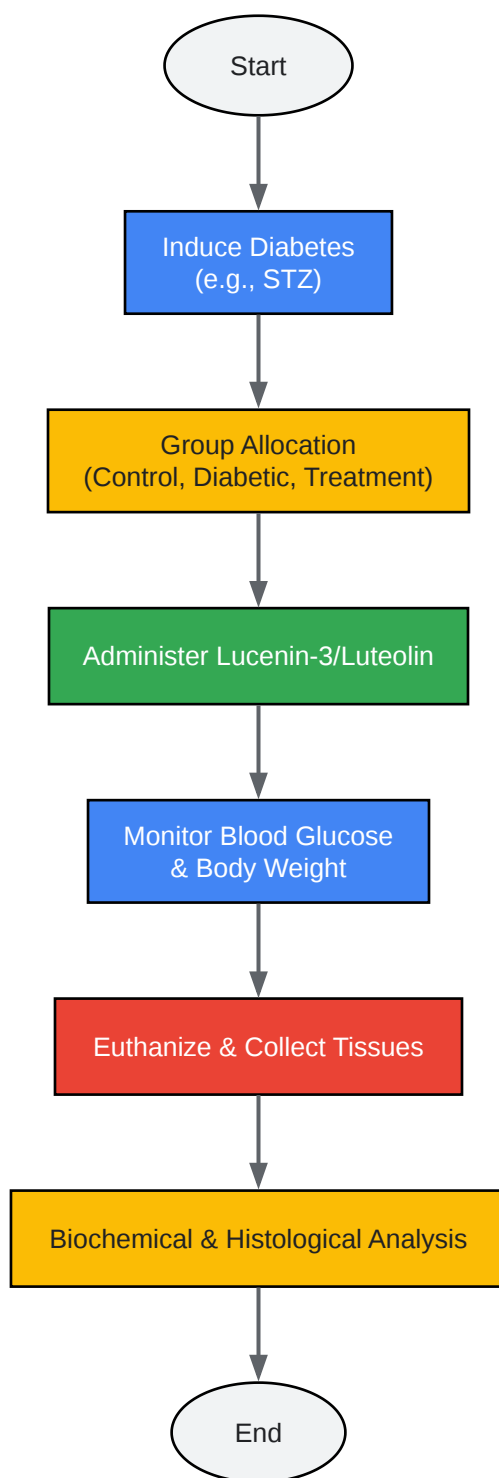 Start
Induce Diabetes
(e.g., STZ)
Group Allocation
(Control, Diabetic, Treatment)
Administer Lucenin-3/Luteolin
Monitor Blood Glucose
& Body Weight
Euthanize & Collect Tissues
Biochemical & Histological Analysis
End